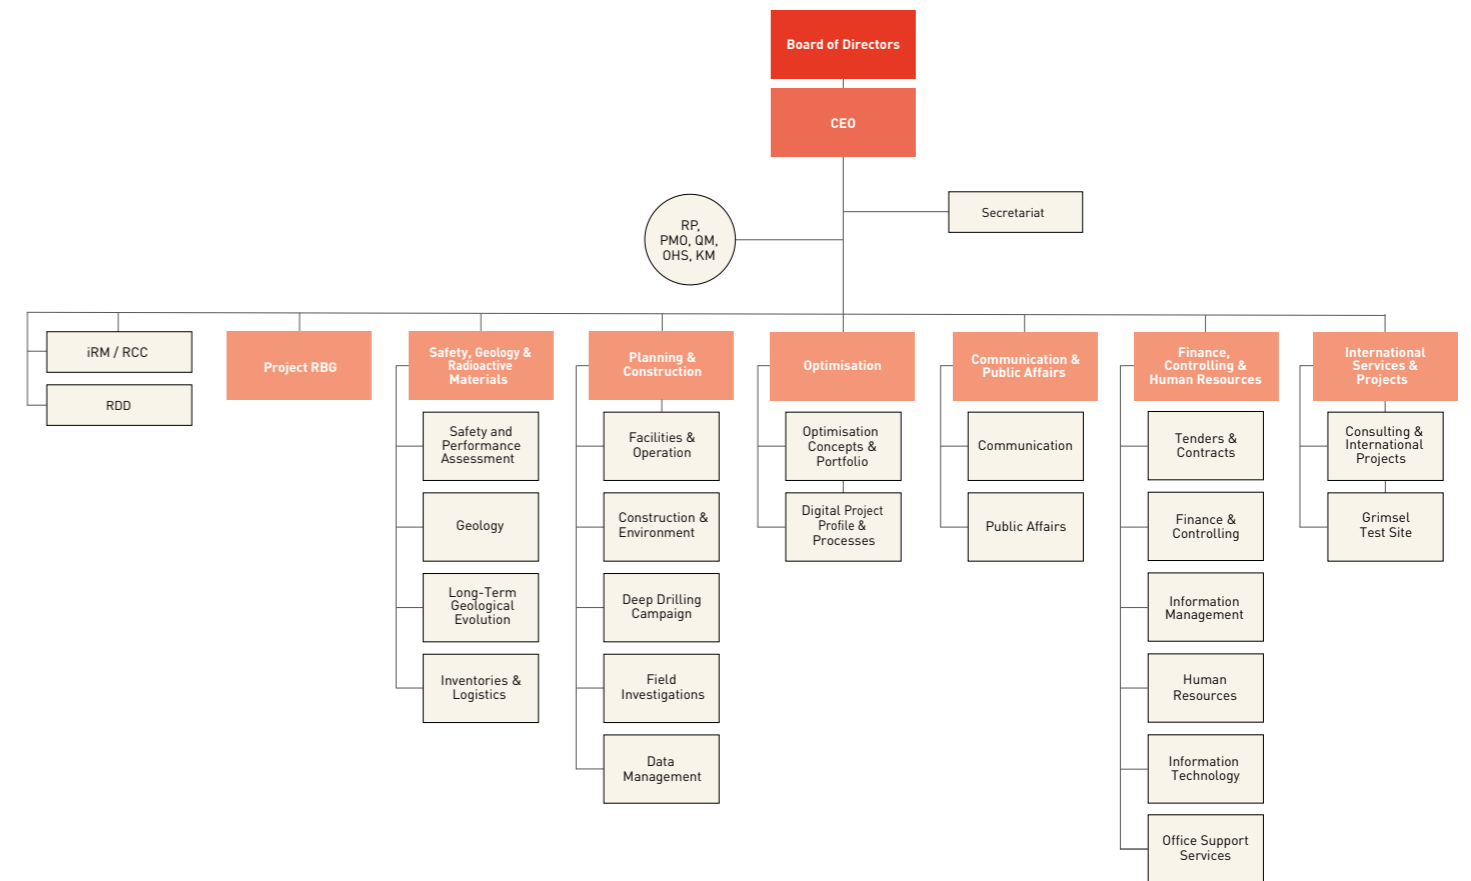 Board of Directors
CEO
Secretariat
RP,
PMO, QM,
OHS, KM
iRM / RCC
RDD
Project RBG
Safety, Geology &
Radioactive
Materials
Safety and
Performance
Assessment
Geology
Long-Term
Geological
Evolution
Inventories &
Logistics
Planning &
Construction
Facilities &
Operation
Construction &
Environment
Deep Drilling
Campaign
Field
Investigations
Data
Management
Optimisation
Optimisation
Concepts &
Portfolio
Digital Project
Profile &
Processes
Communication &
Public Affairs
Communication
Public Affairs
Finance,
Controlling &
Human Resources
Tenders &
Contracts
Finance &
Controlling
Information
Management
Human
Resources
Information
Technology
Office Support
Services
International
Services &
Projects
Consulting &
International
Projects
Grimsel
Test Site